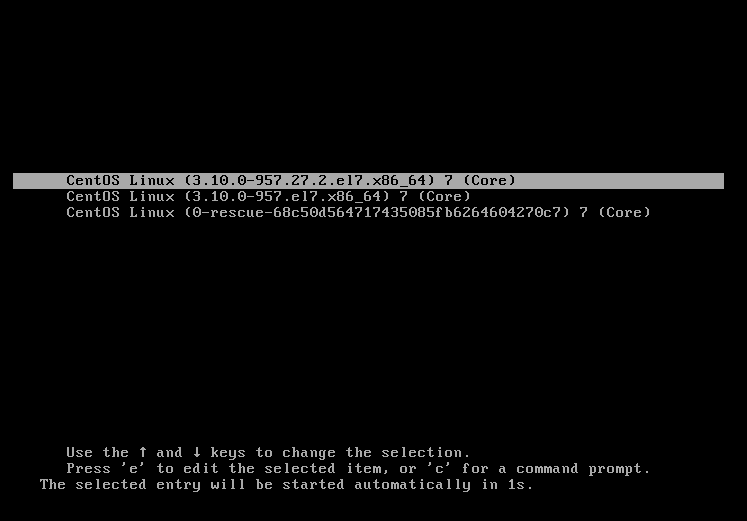 CentOS Linux (3.10.0-957.27.2.el7.x86_64) 7 (Core)
CentOS Linux (3.10.0-957.el7.x86_64) 7 (Core)
CentOS Linux (0-rescue-68c50d564717435085fb6264604270c7) 7 (Core)
Use the ↑ and ↓ keys to change the selection.
Press 'e' to edit the selected item, or 'c' for a command prompt.
The selected entry will be started automatically in 1s.